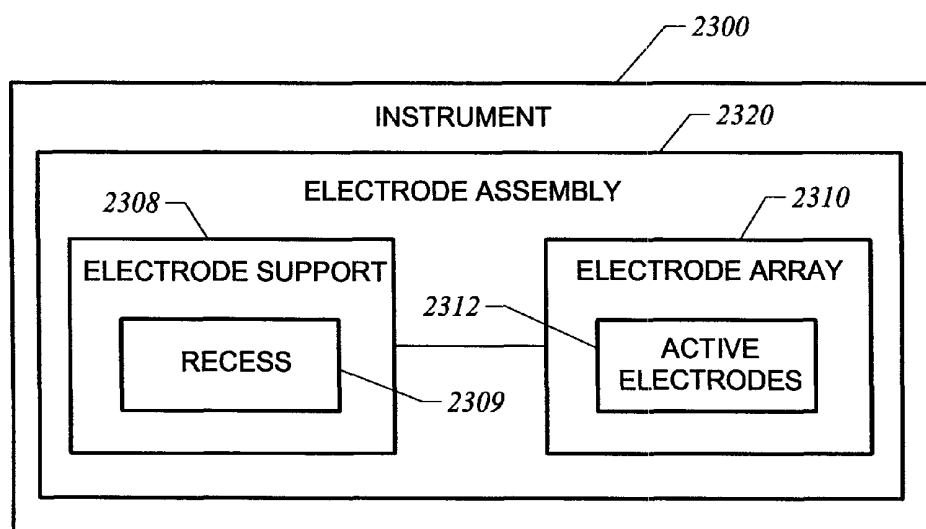 2300
INSTRUMENT
2320
ELECTRODE ASSEMBLY
2308
2310
ELECTRODE SUPPORT
ELECTRODE ARRAY
2312
RECESS
ACTIVE
ELECTRODES
2309